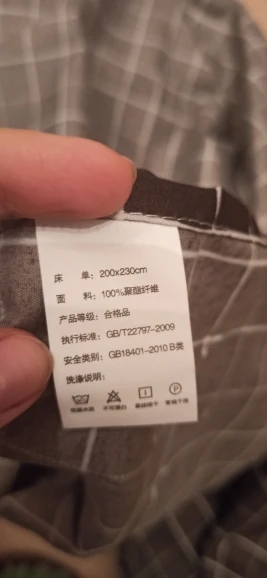 床 单：200x230cm
面 料：100%聚酯纤维
产品等级：合格品
执行标准：GB/T22797-2009
安全类别：GB18401-2010 B类
洗涤说明：